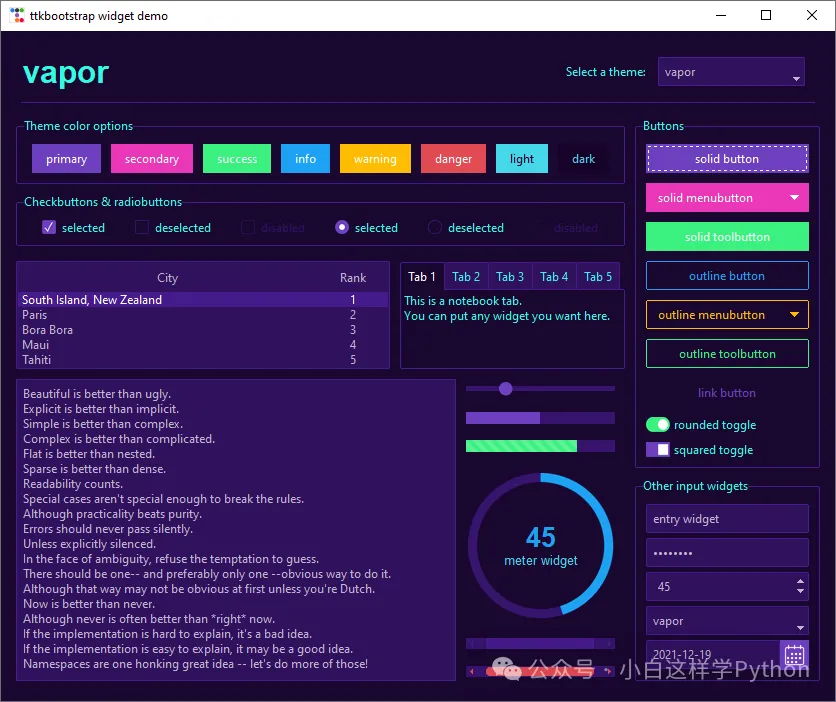 ttkbootstrap widget demo
vapor
Select a theme:
vapor
Theme color options
primary
secondary
success
info
warning
danger
light
dark
Checkbuttons & radiobuttons
selected
deselected
disabled
selected
deselected
disabled
City Rank
South Island, New Zealand 1
Paris 2
Bora Bora 3
Maui 4
Tahiti 5
Tab 1
Tab 2
Tab 3
Tab 4
Tab 5
This is a notebook tab.
You can put any widget you want here.
Beautiful is better than ugly.
Explicit is better than implicit.
Simple is better than complex.
Complex is better than complicated.
Flat is better than nested.
Sparse is better than dense.
Readability counts.
Special cases aren't special enough to break the rules.
Although practicality beats purity.
Errors should never pass silently.
Unless explicitly silenced.
In the face of ambiguity, refuse the temptation to guess.
There should be one-- and preferably only one --obvious way to do it.
Although that way may not be obvious at first unless you're Dutch.
Now is better than never.
Although never is often better than *right* now.
If the implementation is hard to explain, it's a bad idea.
If the implementation is easy to explain, it may be a good idea.
Namespaces are one honking great idea -- let's do more of those!
45
meter widget
Buttons
solid button
solid menubutton
solid toolbutton
outline button
outline menubutton
outline toolbutton
link button
rounded toggle
squared toggle
Other input widgets
entry widget
••••••••
45
vapor
2021-12-19
公众号 · 小白这样学Python